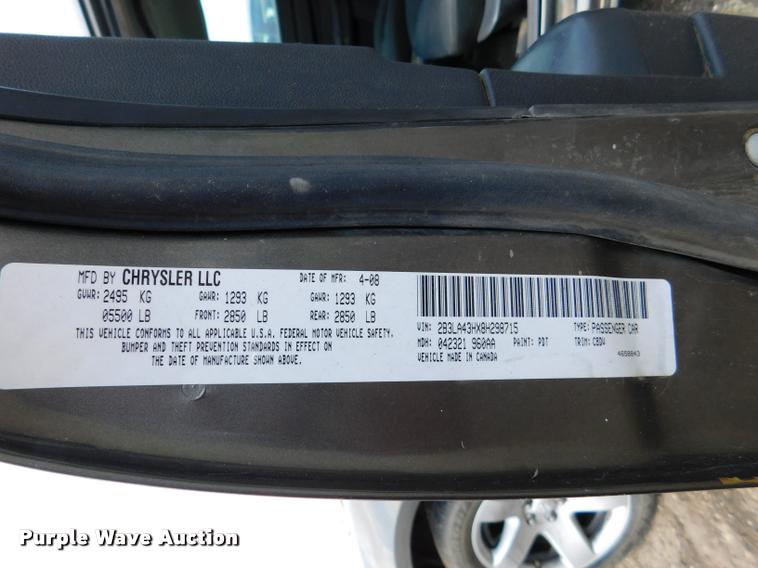 MFD BY CHRYSLER LLC DATE OF MFR: 4-08
GVWR: 2495 KG GAWR: 1293 KG GAWR: 1293 KG
05500 LB FRONT: 2850 LB REAR: 2850 LB
THIS VEHICLE CONFORMS TO ALL APPLICABLE U.S.A. FEDERAL MOTOR VEHICLE SAFETY,
BUMPER AND THEFT PREVENTION STANDARDS IN EFFECT ON
THE DATE OF MANUFACTURE SHOWN ABOVE.
VIN: 2B3LA43HX8H298715 TYPE: PASSENGER CAR
MDH: 042321 960AA PAINT: PDT TRIM: CBDV
VEHICLE MADE IN CANADA 4658843
Purple Wave Auction